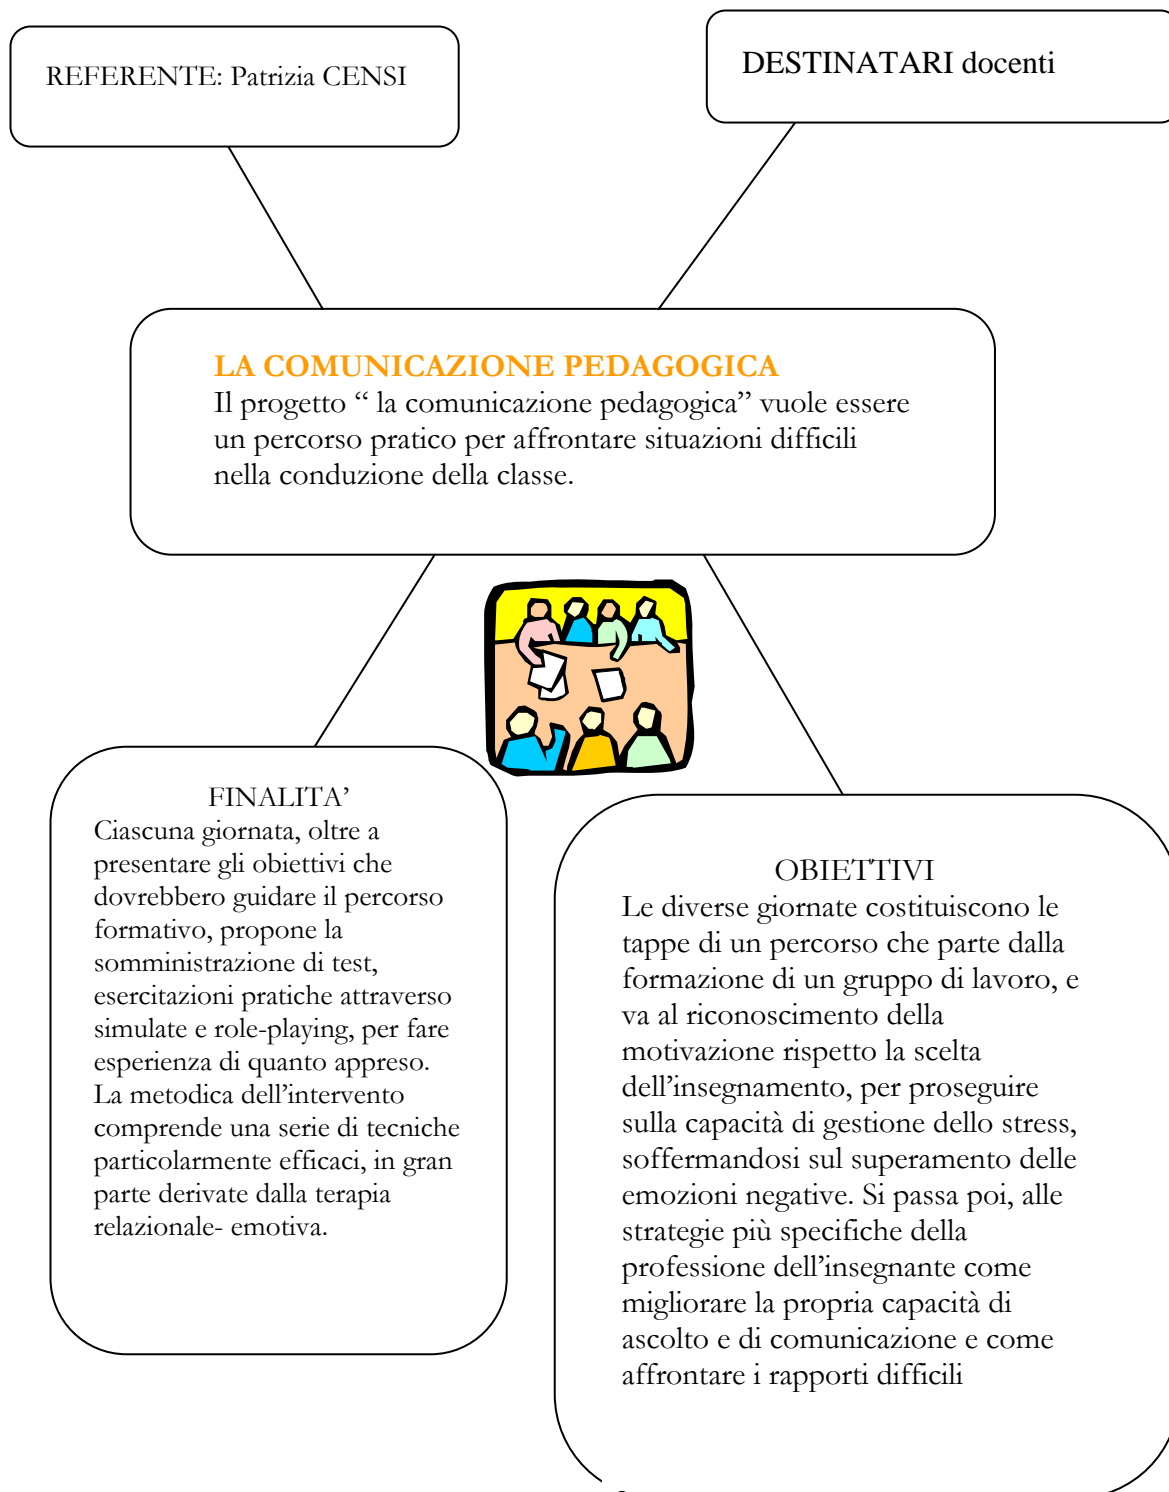 REFERENTE: Patrizia CENSI
DESTINATARI docenti
LA COMUNICAZIONE PEDAGOGICA
Il progetto “ la comunicazione pedagogica” vuole essere
un percorso pratico per affrontare situazioni difficili
nella conduzione della classe.
FINALITA’
Ciascuna giornata, oltre a
presentare gli obiettivi che
dovrebbero guidare il percorso
formativo, propone la
somministrazione di test,
esercitazioni pratiche attraverso
simulate e role-playing, per fare
esperienza di quanto appreso.
La metodica dell’intervento
comprende una serie di tecniche
particolarmente efficaci, in gran
parte derivate dalla terapia
relazionale- emotiva.
OBIETTIVI
Le diverse giornate costituiscono le
tappe di un percorso che parte dalla
formazione di un gruppo di lavoro, e
va al riconoscimento della
motivazione rispetto la scelta
dell’insegnamento, per proseguire
sulla capacità di gestione dello stress,
soffermandosi sul superamento delle
emozioni negative. Si passa poi, alle
strategie più specifiche della
professione dell’insegnante come
migliorare la propria capacità di
ascolto e di comunicazione e come
affrontare i rapporti difficili